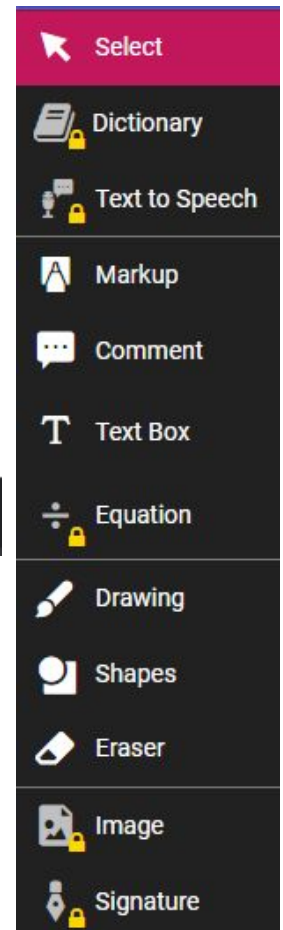 Select
Dictionary
Text to Speech
Markup
Comment
Text Box
Equation
Drawing
Shapes
Eraser
Image
Signature